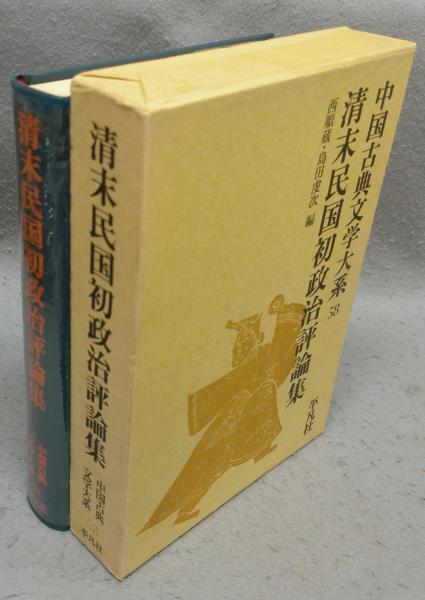 中国古典文学大系 58
清末民国初政治評論集
西順蔵・島田虔次 編
平凡社
清末民国初政治評論集
中国古典
文学大系
58
平凡社
清末民国初政治評論集